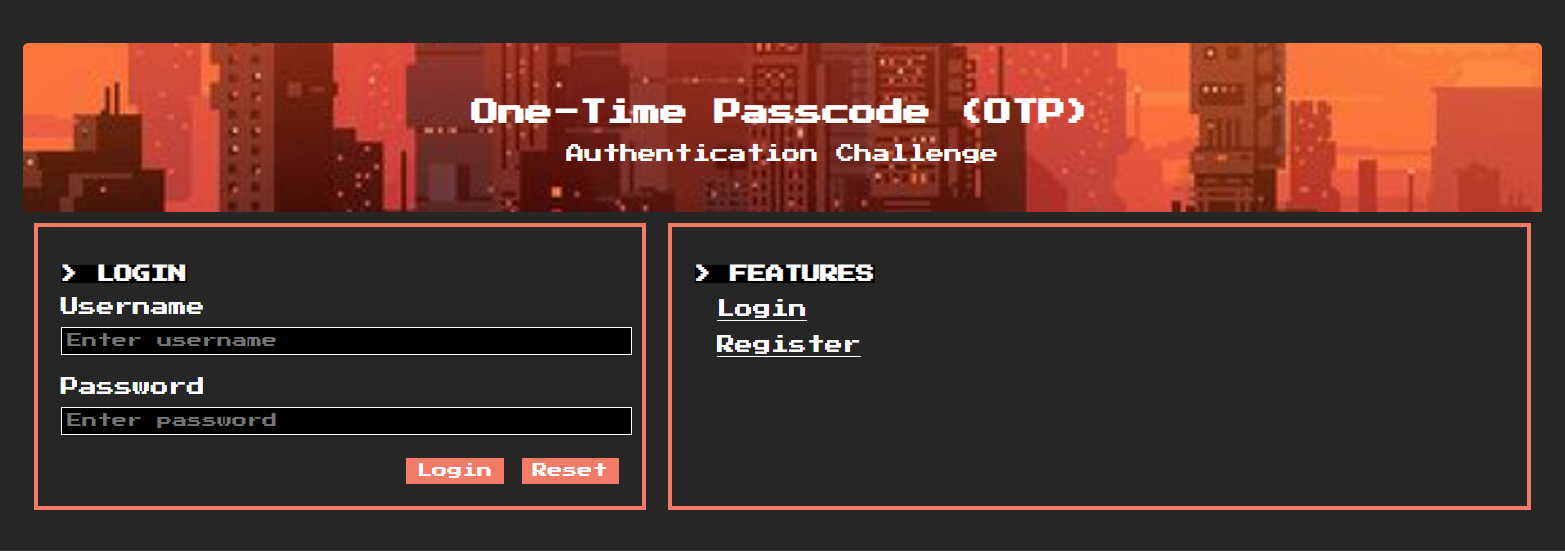 One-Time Passcode (OTP)
Authentication Challenge
> LOGIN
Username
Enter username
Password
Enter password
Login Reset
> FEATURES
Login
Register